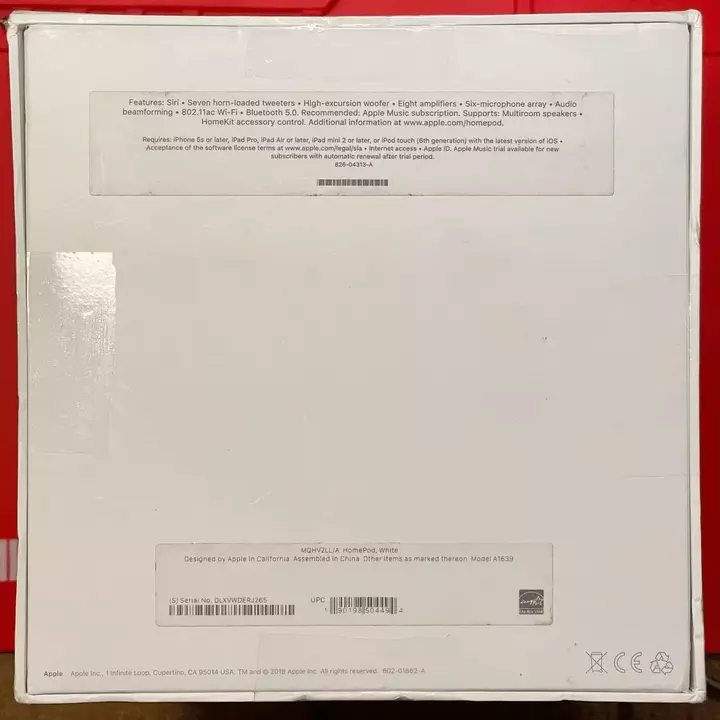 Features: Siri • Seven horn-loaded tweeters • High-excursion woofer • Eight amplifiers • Six-microphone array • Audio
beamforming • 802.11ac Wi-Fi • Bluetooth 5.0. Recommended: Apple Music subscription. Supports: Multiroom speakers •
HomeKit accessory control. Additional information at www.apple.com/homepod.
Requires: iPhone 5s or later, iPad Pro, iPad Air or later, iPad mini 2 or later, or iPod touch (6th generation) with the latest version of iOS •
Acceptance of the software license terms at www.apple.com/legal/sla • Internet access • Apple ID. Apple Music trial available for new
subscribers with automatic renewal after trial period.
826-04313-A
MQHV2LL/A HomePod, White
Designed by Apple in California Assembled in China Other items as marked thereon Model A1639
(S) Serial No. DLXVWDERJ265
UPC
1 90198 50449 4
Apple Apple Inc., 1 Infinite Loop, Cupertino, CA 95014 USA. TM and © 2018 Apple Inc. All rights reserved. 602-01862-A